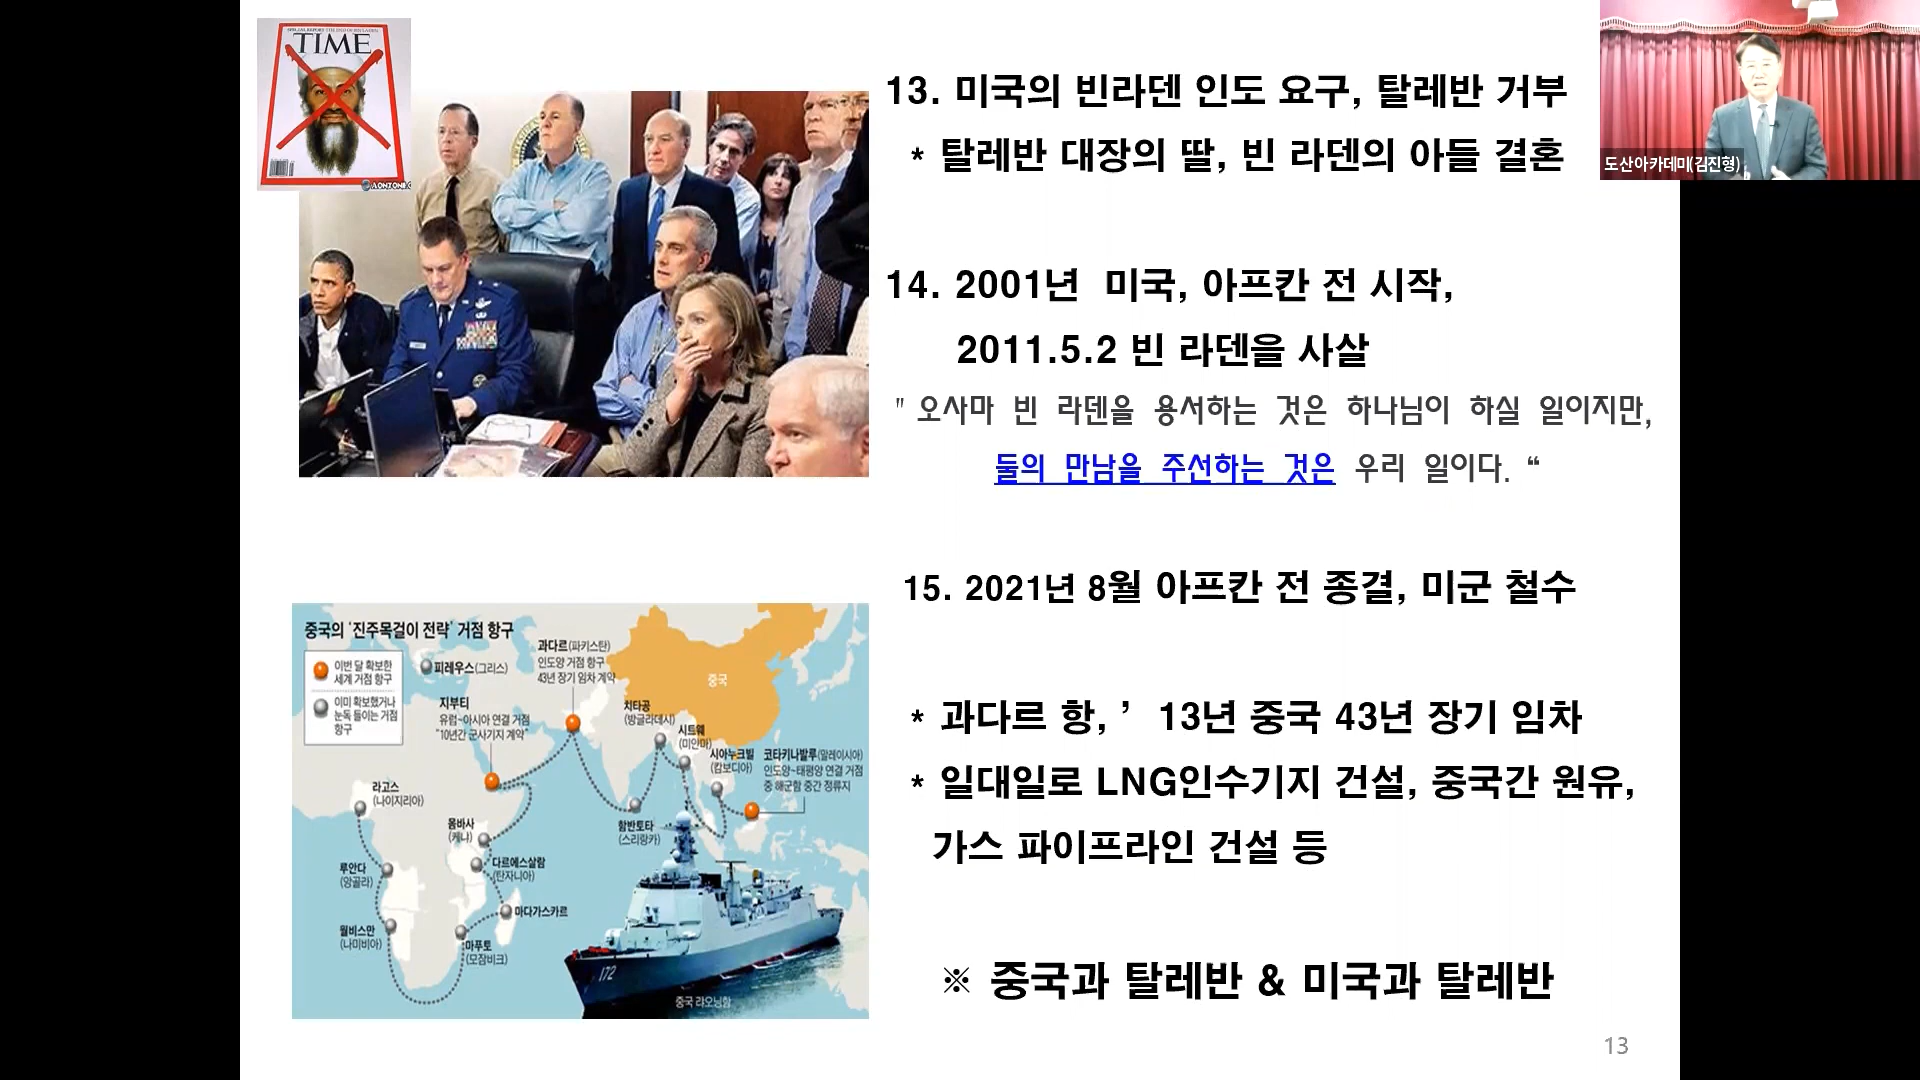 TIME
13. 미국의 빈라덴 인도 요구, 탈레반 거부
* 탈레반 대장의 딸, 빈 라덴의 아들 결혼
14. 2001년 미국, 아프칸 전 시작,
2011.5.2 빈 라덴을 사살
" 오사마 빈 라덴을 용서하는 것은 하나님이 하실 일이지만,
둘의 만남을 주선하는 것은 우리 일이다. “
15. 2021년 8월 아프칸 전 종결, 미군 철수
* 과다르 항, ’ 13년 중국 43년 장기 임차
* 일대일로 LNG인수기지 건설, 중국간 원유,
가스 파이프라인 건설 등
※ 중국과 탈레반 & 미국과 탈레반
13
도산아카데미(김진형)
중국의 '진주목걸이 전략' 거점 항구
이번 달 확보한
세계 거점 항구
이미 확보했거나
눈독 들이는 거점
항구
피레우스(그리스)
과다르(파키스탄)
인도양 거점 항구
43년 장기 임차 계약
중국
지부티
유럽~아시아 연결 거점
"10년간 군사기지 계약"
치타공
(방글라데시)
시트웨
(미얀마)
시아누크빌
(캄보디아)
코타키나발루(말레이시아)
인도양~태평양 연결 거점
중 해군함 중간 정류지
라고스
(나이지리아)
몸바사
(케냐)
함반토타
(스리랑카)
루안다
(앙골라)
다르에스살람
(탄자니아)
마다가스카르
월비스만
(나미비아)
마푸토
(모잠비크)
172
중국 랴오닝함